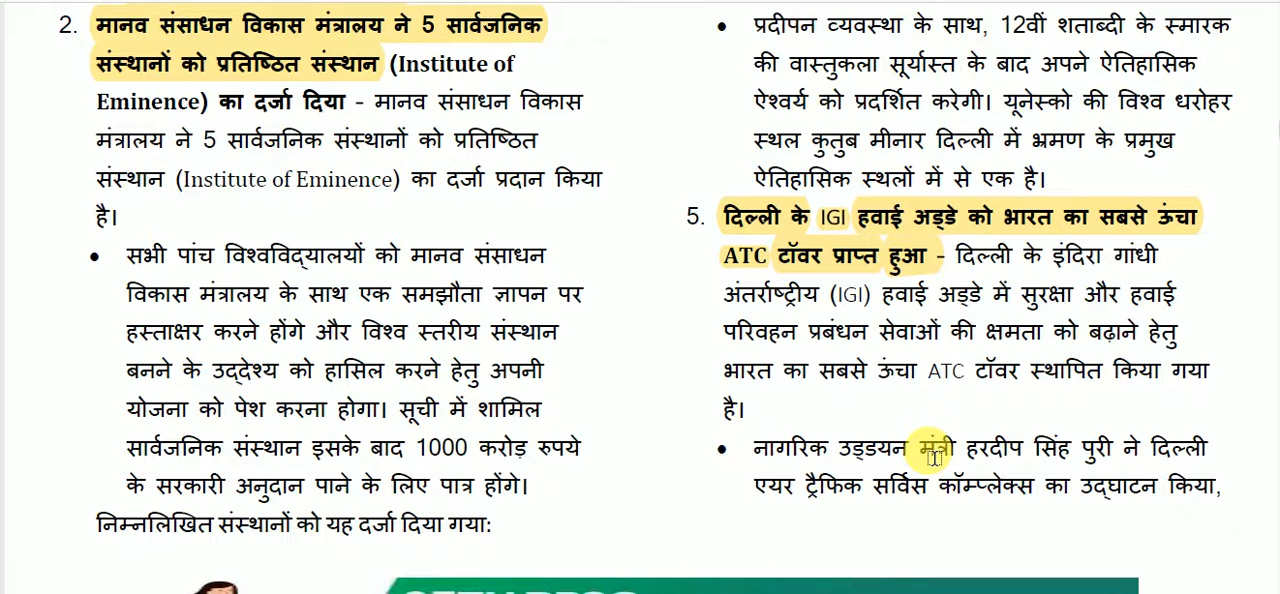 2. मानव संसाधन विकास मंत्रालय ने 5 सार्वजनिक
संस्थानों को प्रतिष्ठित संस्थान (Institute of
Eminence) का दर्जा दिया - मानव संसाधन विकास
मंत्रालय ने 5 सार्वजनिक संस्थानों को प्रतिष्ठित
संस्थान (Institute of Eminence) का दर्जा प्रदान किया
है।
• सभी पांच विश्वविद्यालयों को मानव संसाधन
विकास मंत्रालय के साथ एक समझौता ज्ञापन पर
हस्ताक्षर करने होंगे और विश्व स्तरीय संस्थान
बनने के उद्देश्य को हासिल करने हेतु अपनी
योजना को पेश करना होगा। सूची में शामिल
सार्वजनिक संस्थान इसके बाद 1000 करोड़ रुपये
के सरकारी अनुदान पाने के लिए पात्र होंगे।
निम्नलिखित संस्थानों को यह दर्जा दिया गया:
• प्रदीपन व्यवस्था के साथ, 12वीं शताब्दी के स्मारक
की वास्तुकला सूर्यास्त के बाद अपने ऐतिहासिक
ऐश्वर्य को प्रदर्शित करेगी। यूनेस्को की विश्व धरोहर
स्थल कुतुब मीनार दिल्ली में भ्रमण के प्रमुख
ऐतिहासिक स्थलों में से एक है।
5. दिल्ली के IGI हवाई अड्डे को भारत का सबसे ऊंचा
ATC टॉवर प्राप्त हुआ - दिल्ली के इंदिरा गांधी
अंतर्राष्ट्रीय (IGI) हवाई अड्डे में सुरक्षा और हवाई
परिवहन प्रबंधन सेवाओं की क्षमता को बढ़ाने हेतु
भारत का सबसे ऊंचा ATC टॉवर स्थापित किया गया
है।
• नागरिक उड्डयन मंत्री हरदीप सिंह पुरी ने दिल्ली
एयर ट्रैफिक सर्विस कॉम्प्लेक्स का उद्घाटन किया,